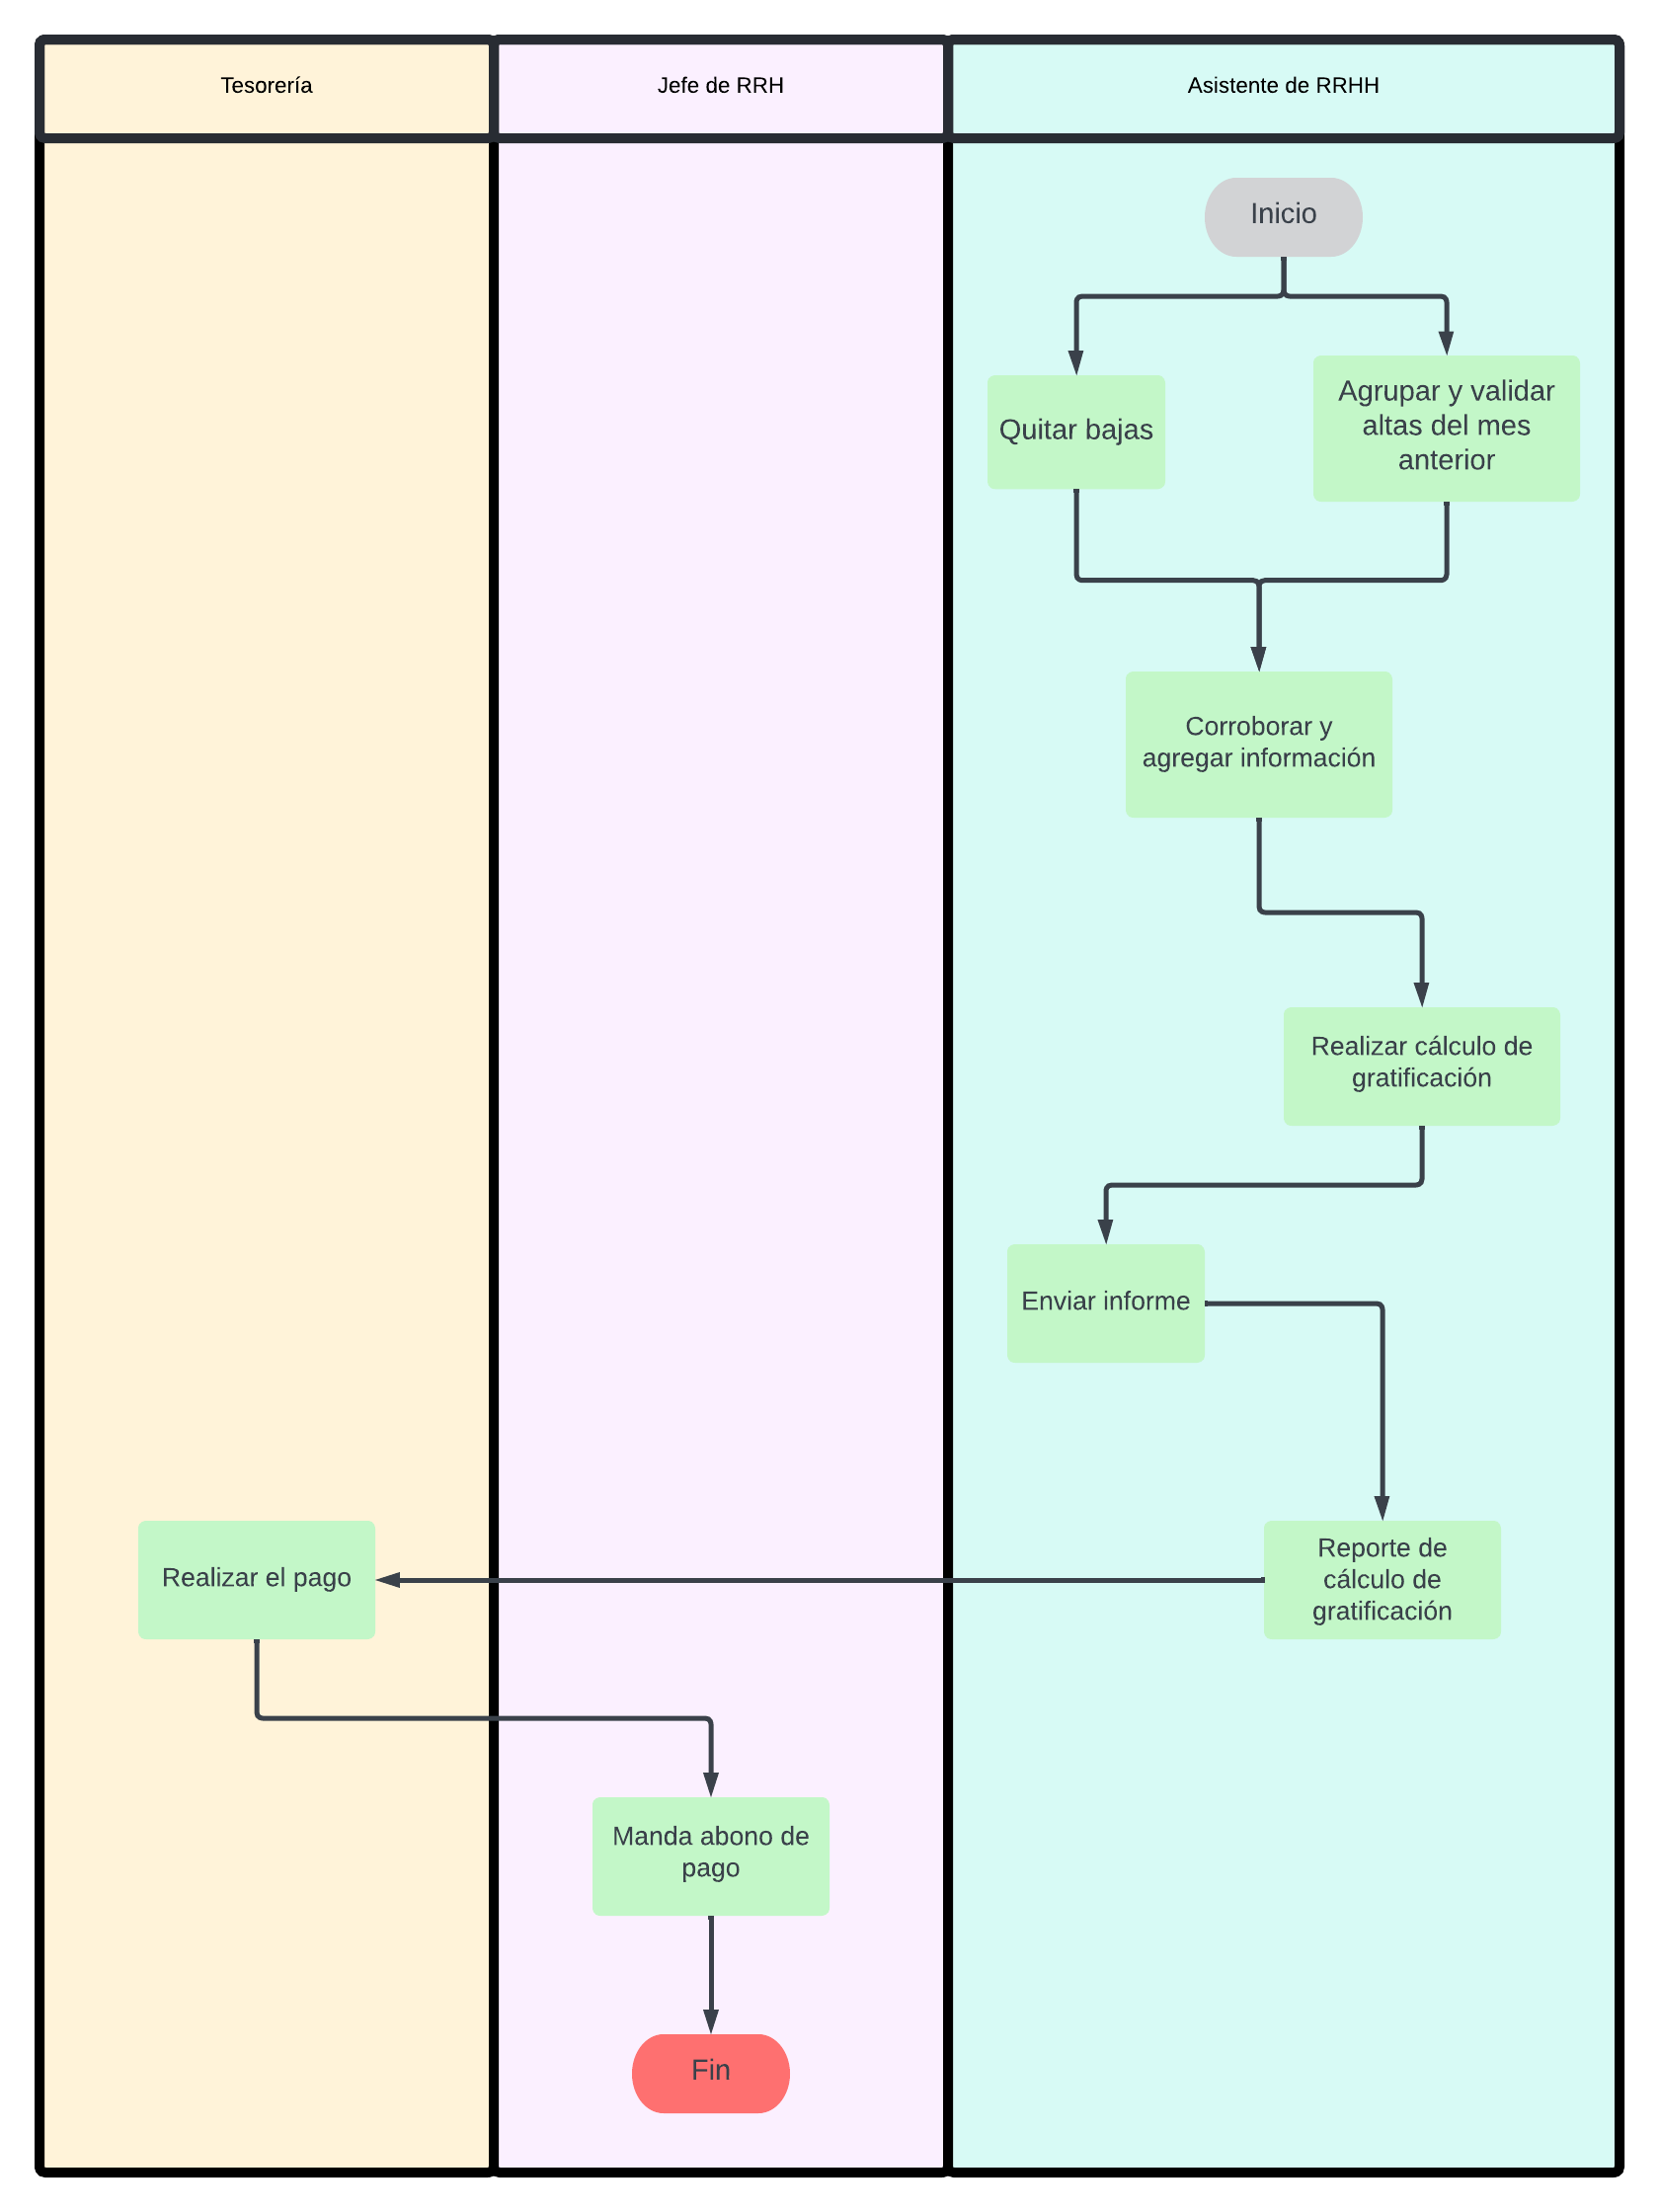 Tesorería
Jefe de RRH
Asistente de RRHH
Inicio
Quitar bajas
Agrupar y validar
altas del mes
anterior
Corroborar y
agregar información
Realizar cálculo de
gratificación
Enviar informe
Reporte de
cálculo de
gratificación
Realizar el pago
Manda abono de
pago
Fin